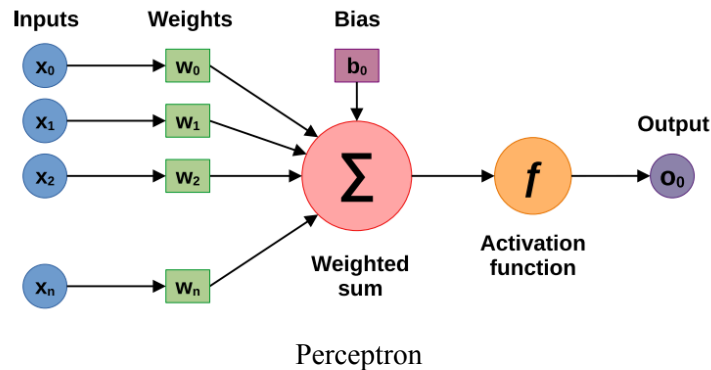 Inputs Weights Bias
x₀ w₀ b₀
x₁ w₁
Output
x₂ w₂ Σ f o₀
Activation
function
Weighted
sum
xₙ wₙ
Perceptron